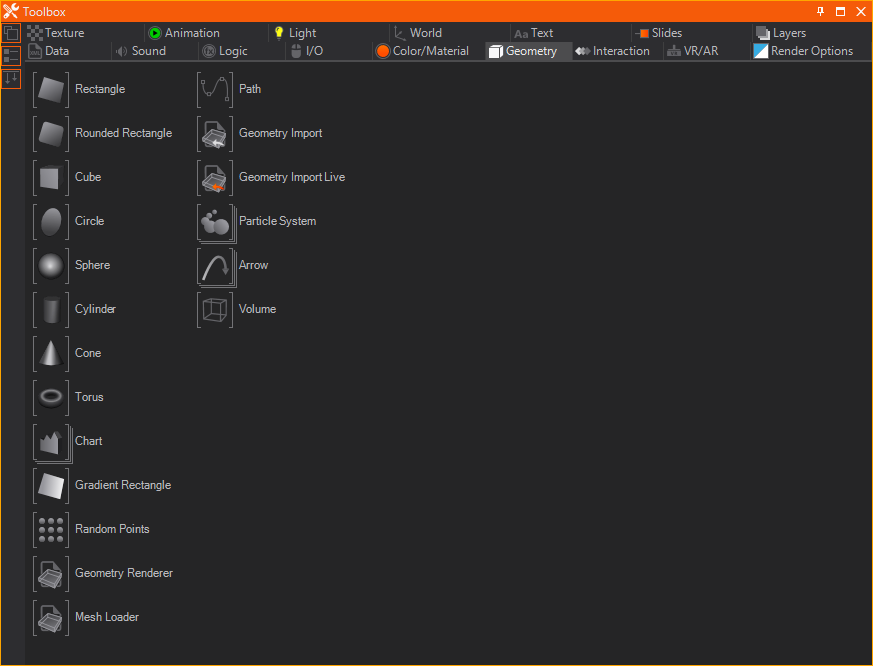 Toolbox
Texture Animation Light World Text Slides Layers
Data Sound Logic I/O Color/Material Geometry Interaction VR/AR Render Options
Rectangle Path
Rounded Rectangle Geometry Import
Cube Geometry Import Live
Circle Particle System
Sphere Arrow
Cylinder Volume
Cone
Torus
Chart
Gradient Rectangle
Random Points
Geometry Renderer
Mesh Loader